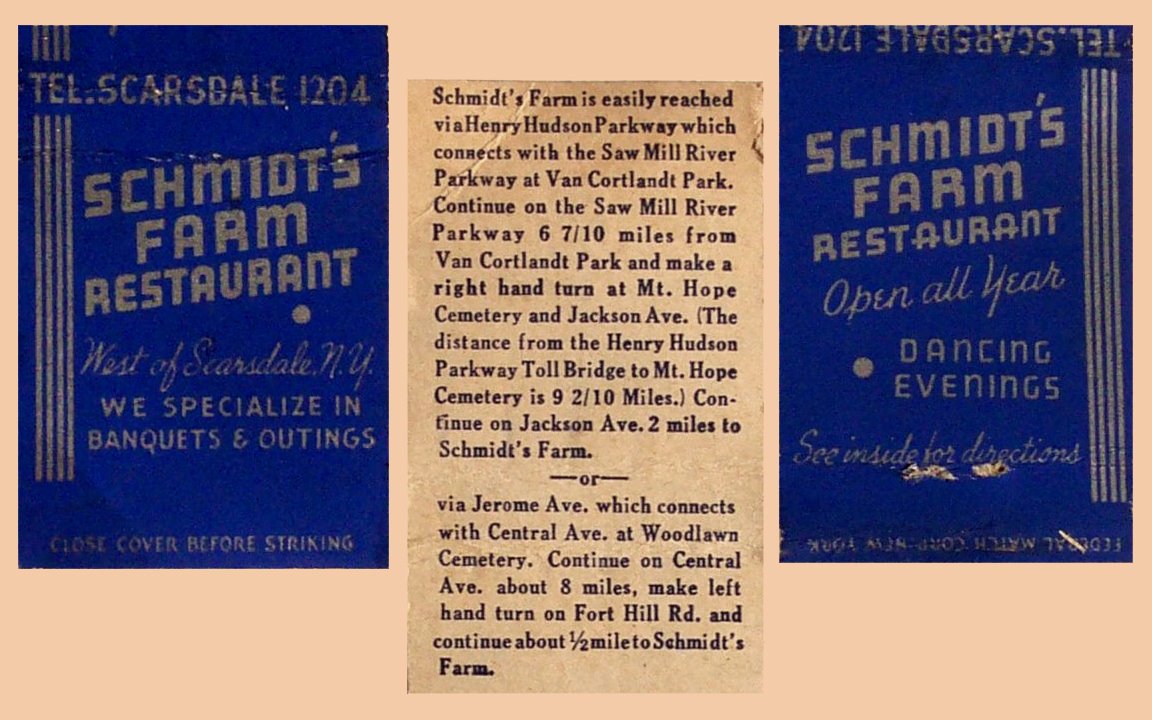 TEL. SCARSDALE 1204
SCHMIDT'S
FARM
RESTAURANT
West of Scarsdale, N.Y.
WE SPECIALIZE IN
BANQUETS & OUTINGS
CLOSE COVER BEFORE STRIKING
Schmidt's Farm is easily reached
via Henry Hudson Parkway which
connects with the Saw Mill River
Parkway at Van Cortlandt Park.
Continue on the Saw Mill River
Parkway 6 7/10 miles from
Van Cortlandt Park and make a
right hand turn at Mt. Hope
Cemetery and Jackson Ave. (The
distance from the Henry Hudson
Parkway Toll Bridge to Mt. Hope
Cemetery is 9 2/10 Miles.) Con-
tinue on Jackson Ave. 2 miles to
Schmidt's Farm.
—or—
via Jerome Ave. which connects
with Central Ave. at Woodlawn
Cemetery. Continue on Central
Ave. about 8 miles, make left
hand turn on Fort Hill Rd. and
continue about ½ mile to Schmidt's
Farm.
TEL. SCARSDALE 1204
SCHMIDT'S
FARM
RESTAURANT
Open all Year
DANCING
EVENINGS
See inside for directions
FEDERAL MATCH CORP. NEW YORK